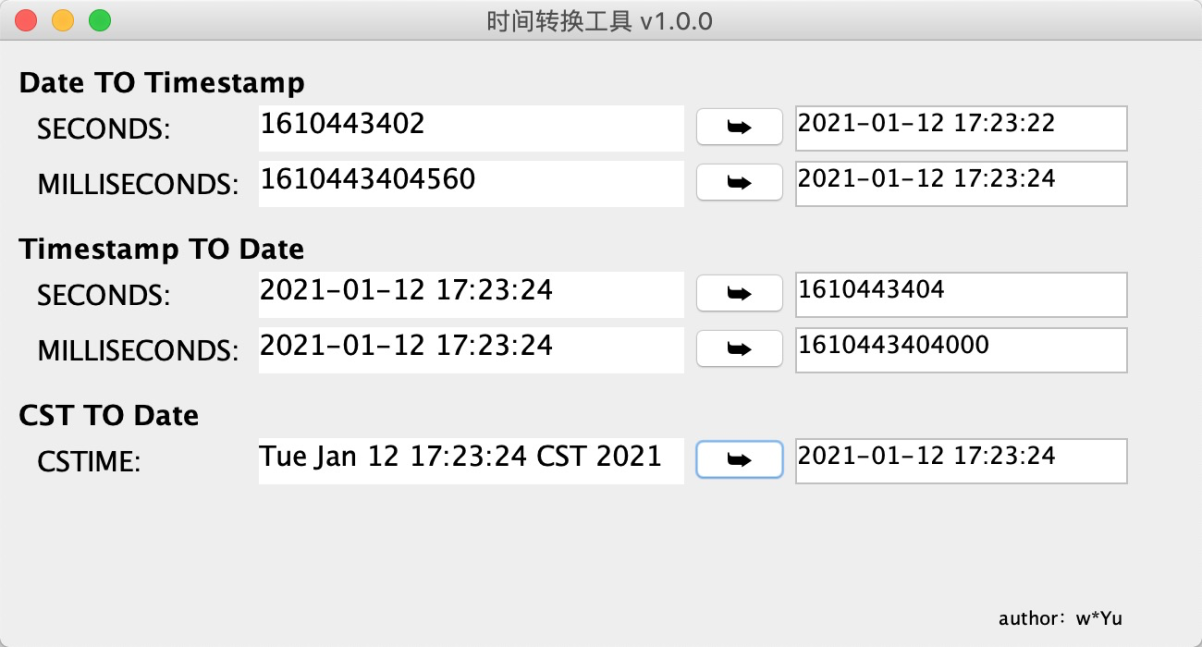 时间转换工具 v1.0.0
Date TO Timestamp
SECONDS: 1610443402 2021-01-12 17:23:22
MILLISECONDS: 1610443404560 2021-01-12 17:23:24
Timestamp TO Date
SECONDS: 2021-01-12 17:23:24 1610443404
MILLISECONDS: 2021-01-12 17:23:24 1610443404000
CST TO Date
CSTIME: Tue Jan 12 17:23:24 CST 2021 2021-01-12 17:23:24
author：w*Yu